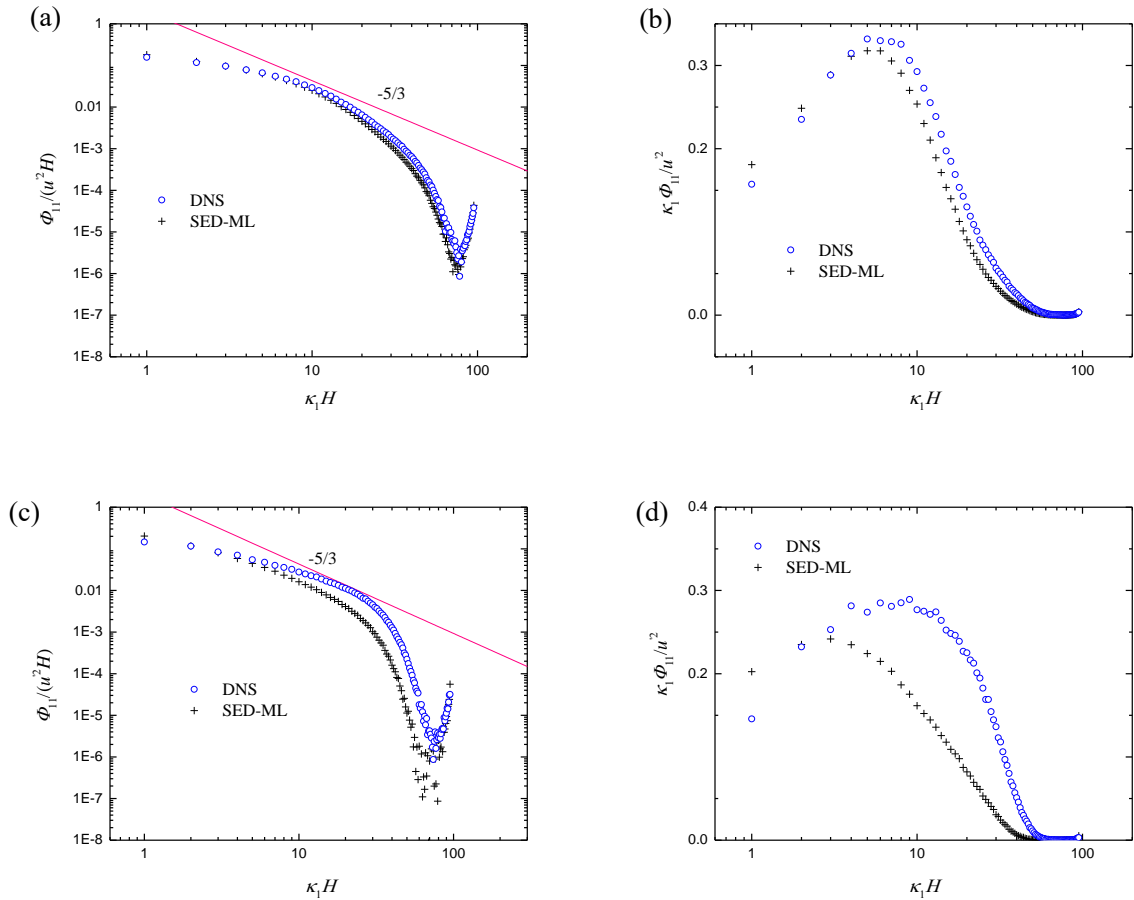 (a)
1
0.01
1E-4
1E-5
1E-6
1E-7
1E-8
Φ₁₁/(u'²H)
-5/3
DNS
SED-ML
1 10 100
κ₁H
(b)
0.3
0.2
0.0
κ₁Φ₁₁/u'²
DNS
SED-ML
1 10 100
κ₁H
(c)
1
0.01
1E-3
1E-4
1E-5
1E-6
1E-7
1E-8
Φ₁₁/(u'²H)
-5/3
DNS
SED-ML
1 10 100
κ₁H
(d)
0.4
0.3
0.2
0.0
κ₁Φ₁₁/u'²
DNS
SED-ML
1 10 100
κ₁H